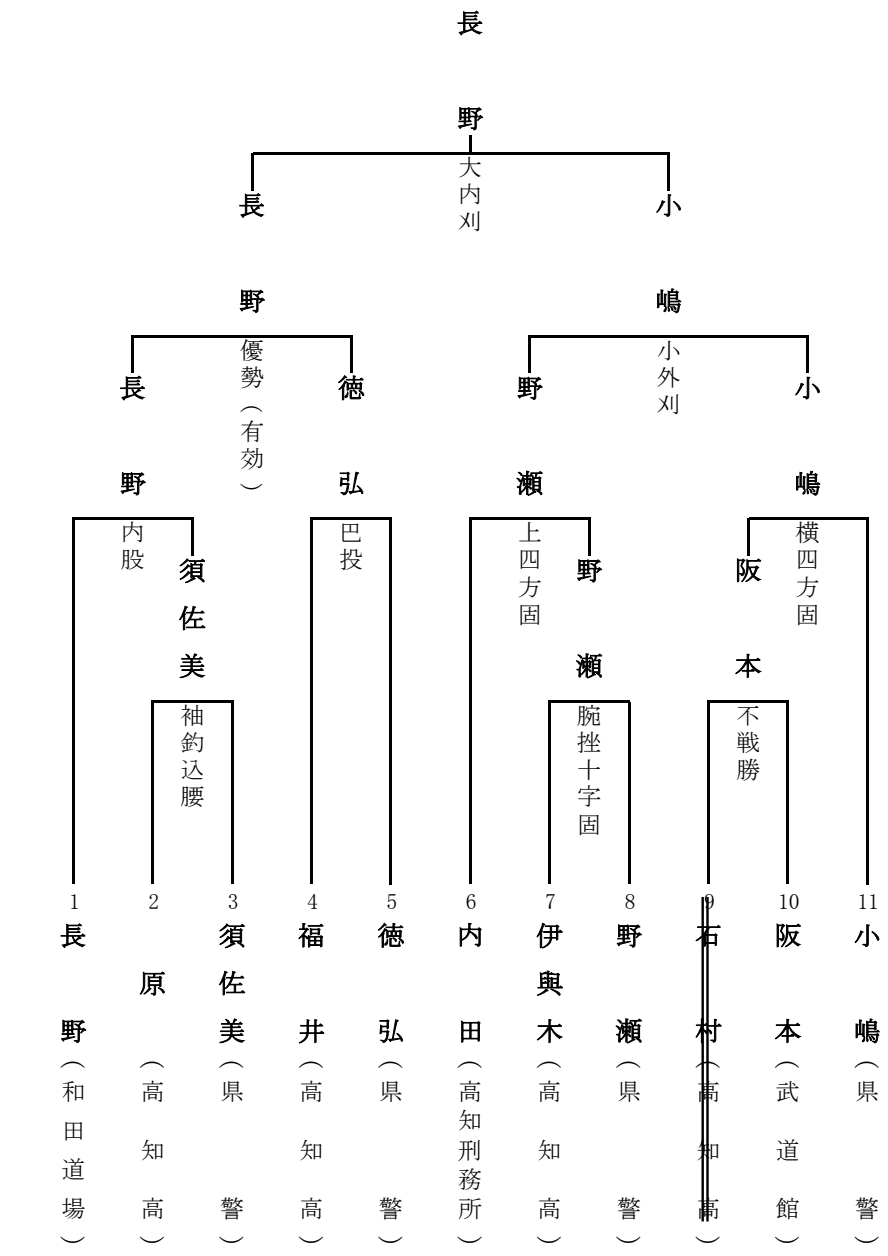 長野
大内刈
長野
小嶋
優勢（有効）
小外刈
長野
徳弘
野瀬
小嶋
内股
巴投
上四方固
横四方固
須佐美
野瀬
阪本
袖釣込腰
腕挫十字固
不戦勝
1 長野（和田道場）
2 原（高知高）
3 須佐美（県警）
4 福井（高知高）
5 徳弘（県警）
6 内田（高知刑務所）
7 伊與木（高知高）
8 野瀬（県警）
9 石村（高知高）
10 阪本（武道館）
11 小嶋（県警）